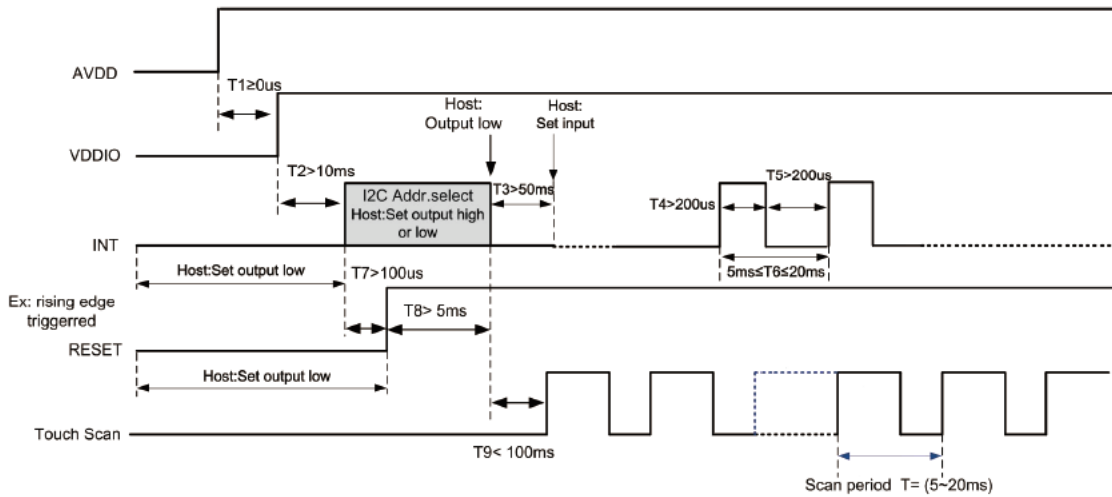 AVDD
T1≥0us
Host:
Output low
Host:
Set input
VDDIO
T2>10ms
I2C Addr.select
Host:Set output high
or low
T3>50ms
T4>200us
T5>200us
INT
Host:Set output low
T7>100us
5ms≤T6≤20ms
Ex: rising edge
triggerred
T8> 5ms
RESET
Host:Set output low
Touch Scan
T9< 100ms
Scan period T= (5~20ms)